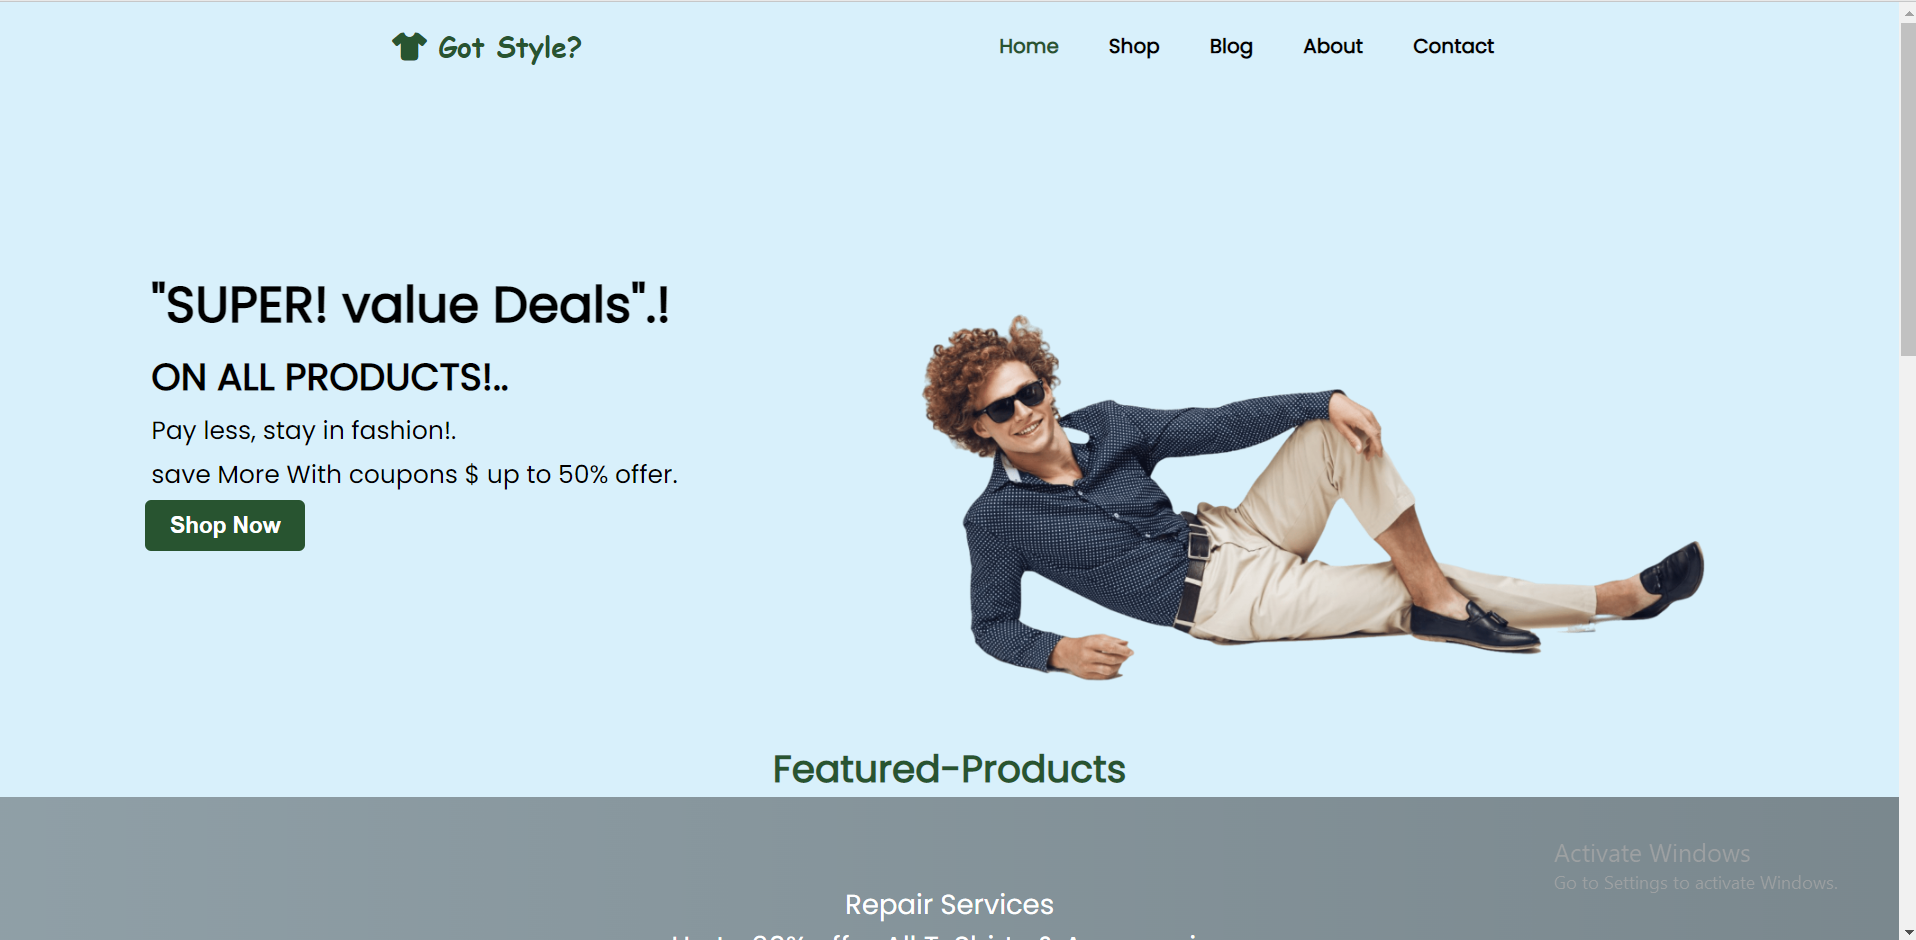 Got Style?
Home Shop Blog About Contact
"SUPER! value Deals".!
ON ALL PRODUCTS!..
Pay less, stay in fashion!.
save More With coupons $ up to 50% offer.
Shop Now
Featured-Products
Activate Windows
Go to Settings to activate Windows.
Repair Services